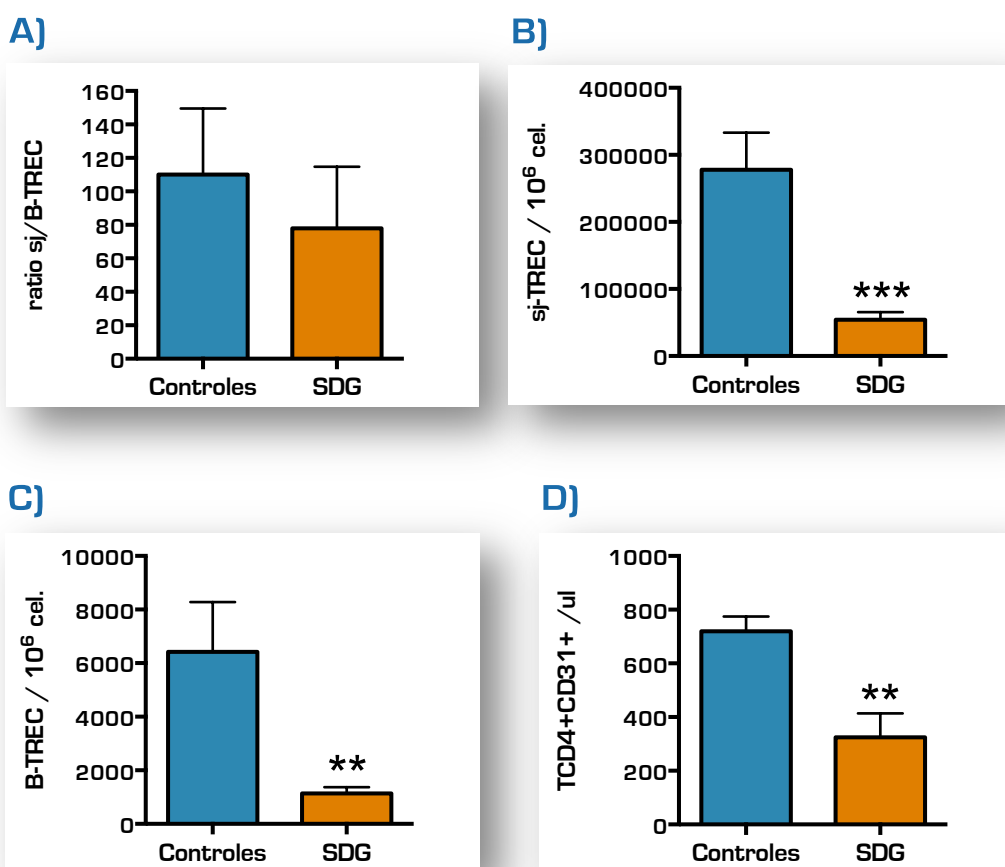 A)
ratio sj/B-TREC
160
140
120
100
80
60
40
20
0
Controles SDG
B)
sj-TREC / 10⁶ cel.
400000
300000
200000
100000
0
***
Controles SDG
C)
B-TREC / 10⁶ cel.
10000
8000
6000
4000
2000
0
**
Controles SDG
D)
TCD4+CD31+ /ul
1000
800
600
400
200
0
**
Controles SDG